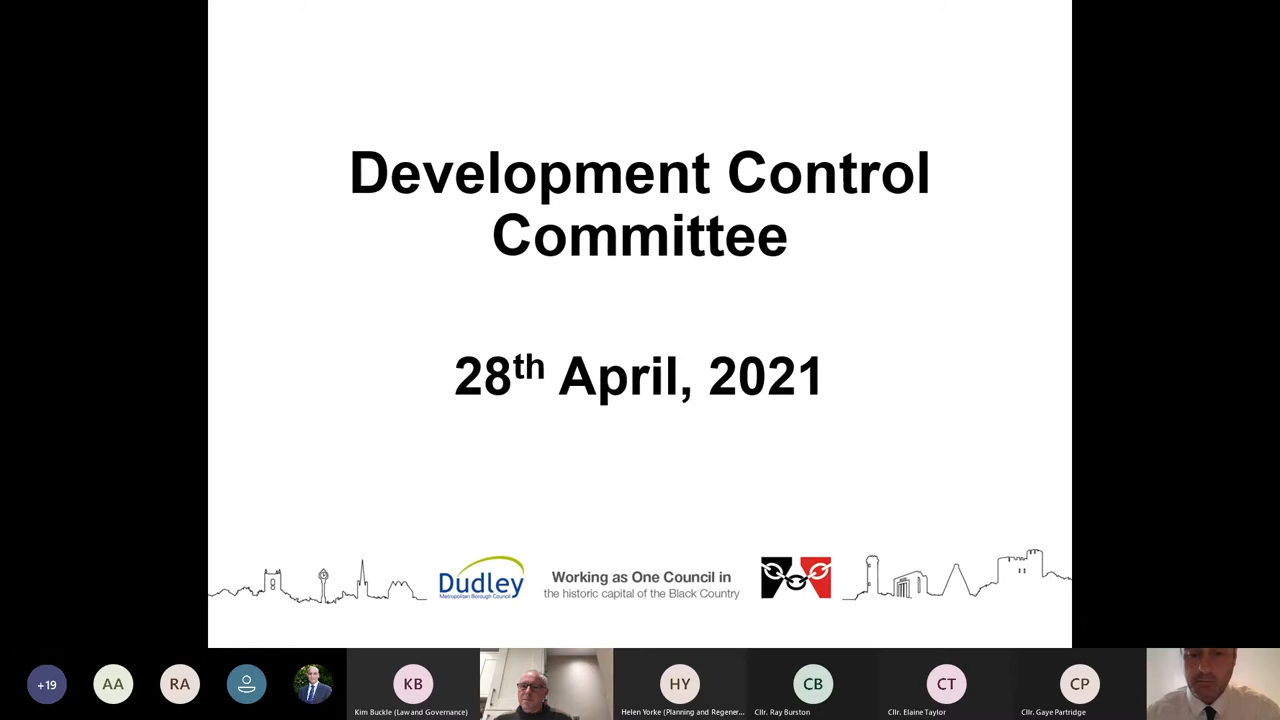 Development Control
Committee
28th April, 2021
Dudley
Metropolitan Borough Council
Working as One Council in
the historic capital of the Black Country
+19
AA
RA
KB
Kim Buckle (Law and Governance)
HY
Helen Yorke (Planning and Regener...
CB
Cllr. Ray Burston
CT
Cllr. Elaine Taylor
CP
Cllr. Gaye Partridge